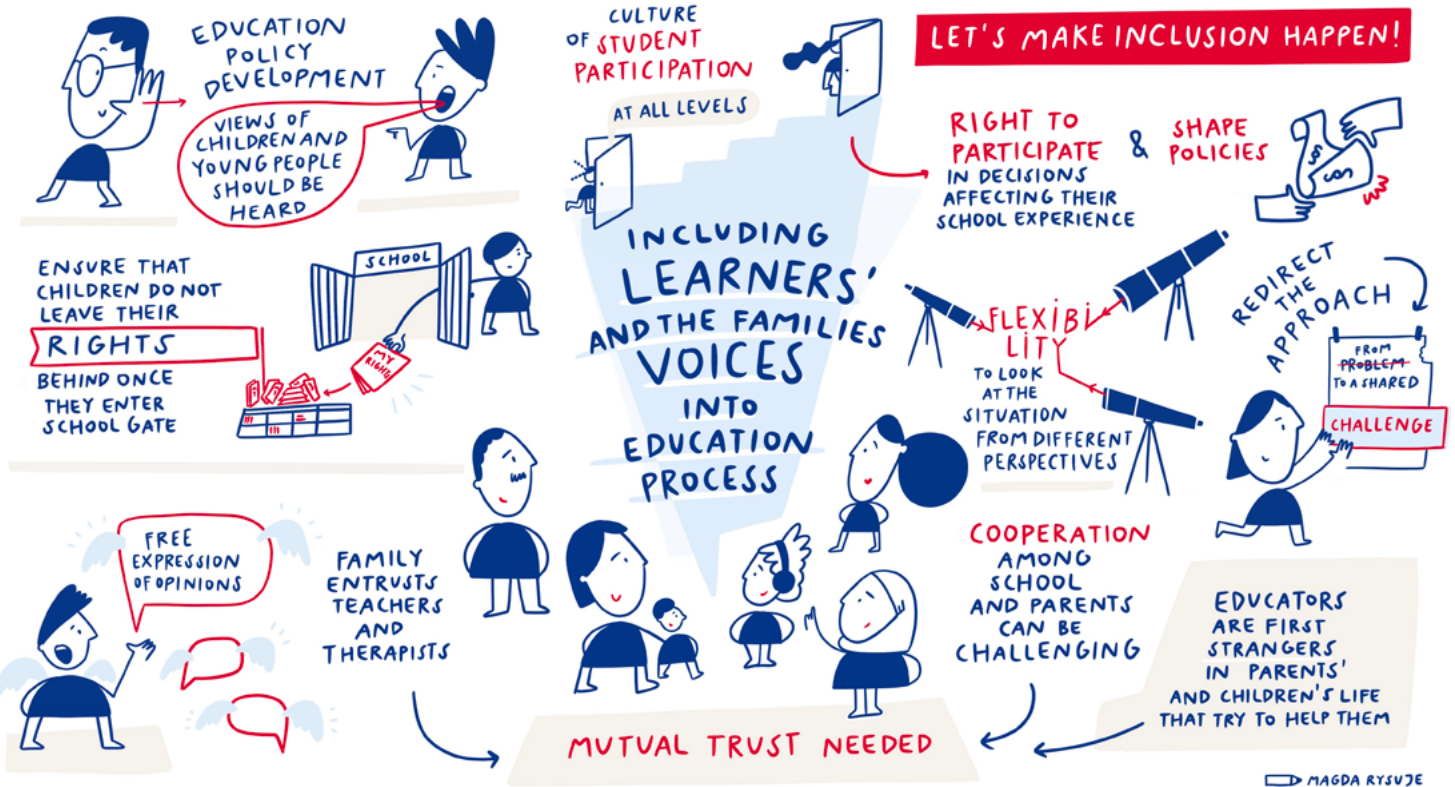 EDUCATION
POLICY
DEVELOPMENT
VIEWS OF
CHILDREN AND
YOUNG PEOPLE
SHOULD BE
HEARD
CULTURE
OF STUDENT
PARTICIPATION
AT ALL LEVELS
LET'S MAKE INCLUSION HAPPEN!
RIGHT TO
PARTICIPATE
IN DECISIONS
AFFECTING THEIR
SCHOOL EXPERIENCE
&
SHAPE
POLICIES
§
§
ENSURE THAT
CHILDREN DO NOT
LEAVE THEIR
RIGHTS
BEHIND ONCE
THEY ENTER
SCHOOL GATE
SCHOOL
MY
RIGHTS
INCLUDING
LEARNERS'
AND THE FAMILIES
VOICES
INTO
EDUCATION
PROCESS
FLEXIBI
LITY
TO LOOK
AT THE
SITUATION
FROM DIFFERENT
PERSPECTIVES
REDIRECT
THE
APPROACH
FROM
PROBLEM
TO A SHARED
CHALLENGE
FREE
EXPRESSION
OF OPINIONS
FAMILY
ENTRUSTS
TEACHERS
AND
THERAPISTS
COOPERATION
AMONG
SCHOOL
AND PARENTS
CAN BE
CHALLENGING
EDUCATORS
ARE FIRST
STRANGERS
IN PARENTS'
AND CHILDREN'S LIFE
THAT TRY TO HELP THEM
MUTUAL TRUST NEEDED
MAGDA RYSUJE